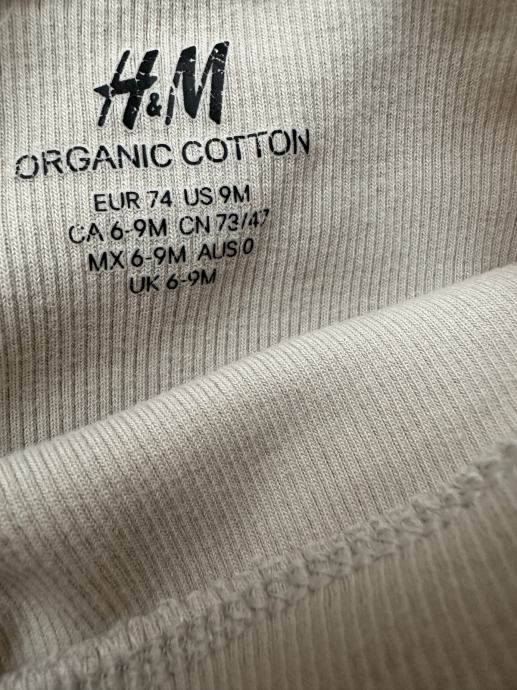 H&M
ORGANIC COTTON
EUR 74 US 9M
CA 6-9M CN 73/47
MX 6-9M AUS 0
UK 6-9M